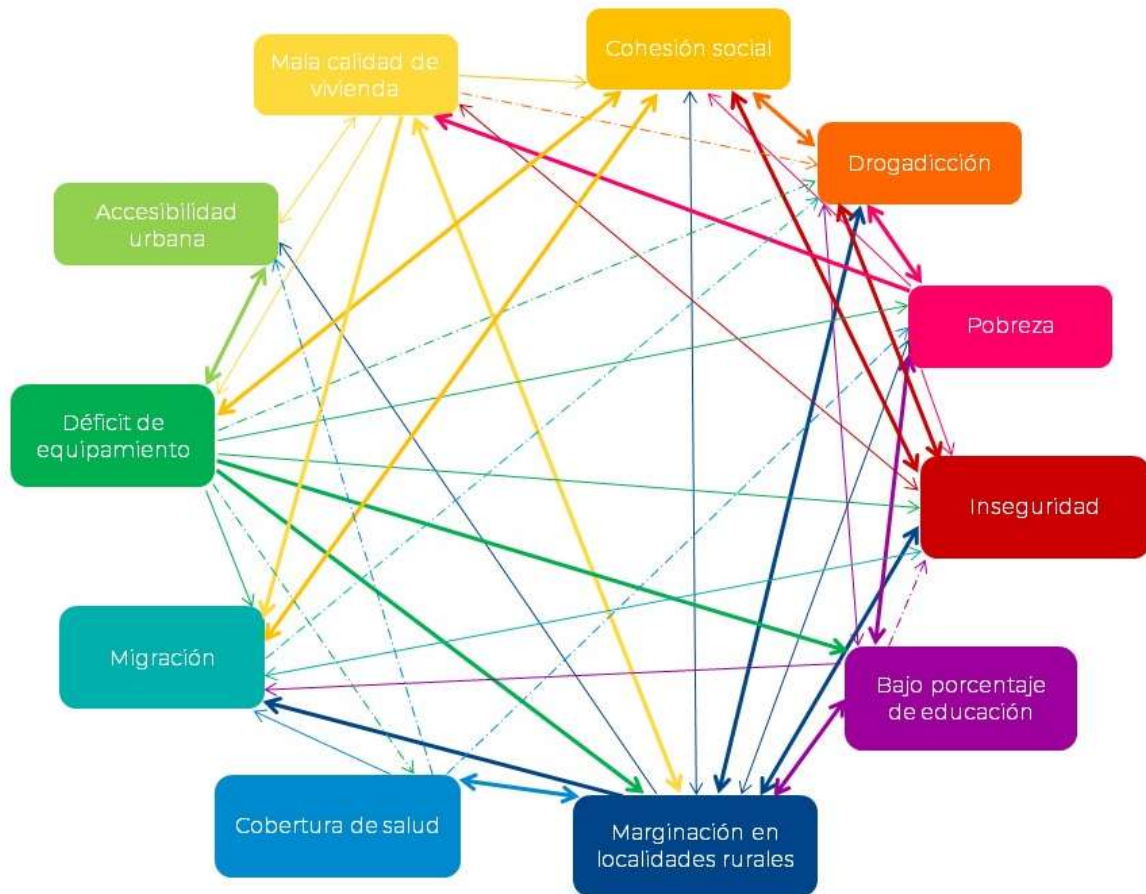 Cohesión social
Mala calidad de
vivienda
Drogadicción
Accesibilidad
urbana
Pobreza
Déficit de
equipamiento
Inseguridad
Migración
Bajo porcentaje
de educación
Cobertura de salud
Marginación en
localidades rurales